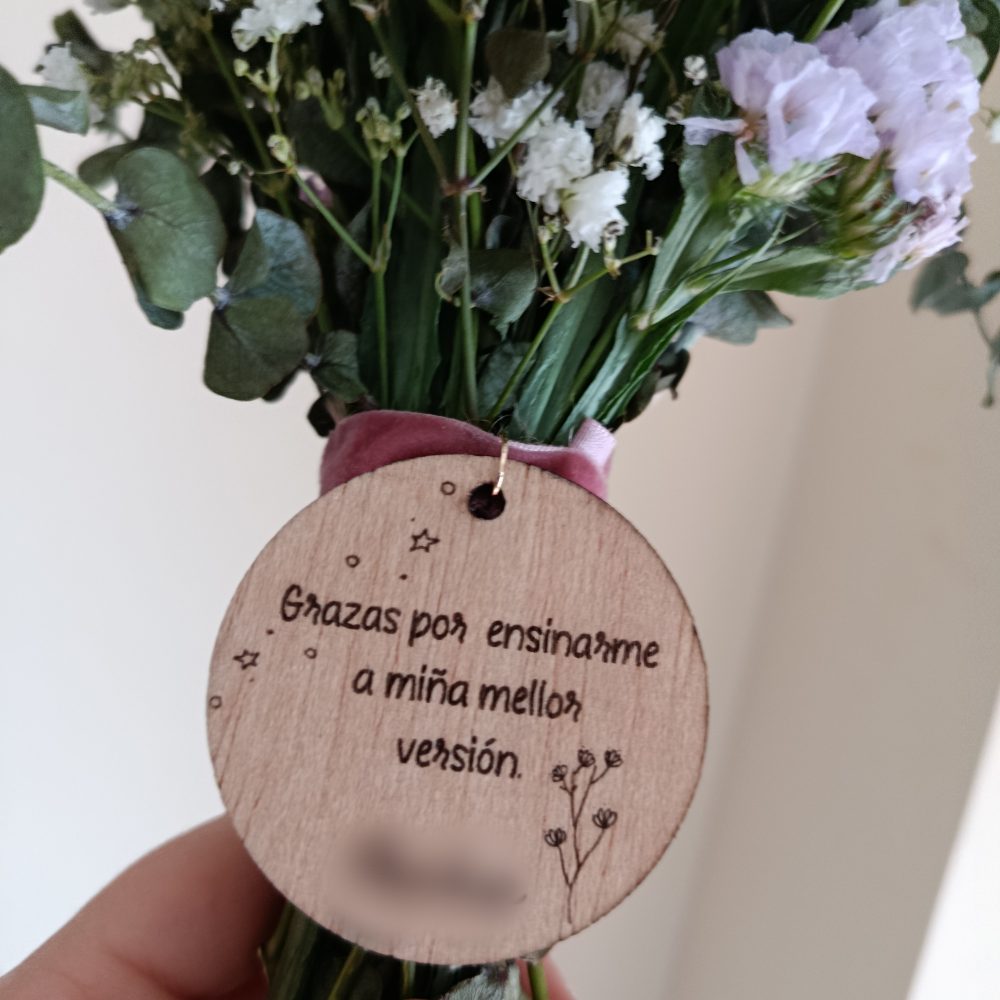 Grazas por ensinarme
a miña mellor
versión.